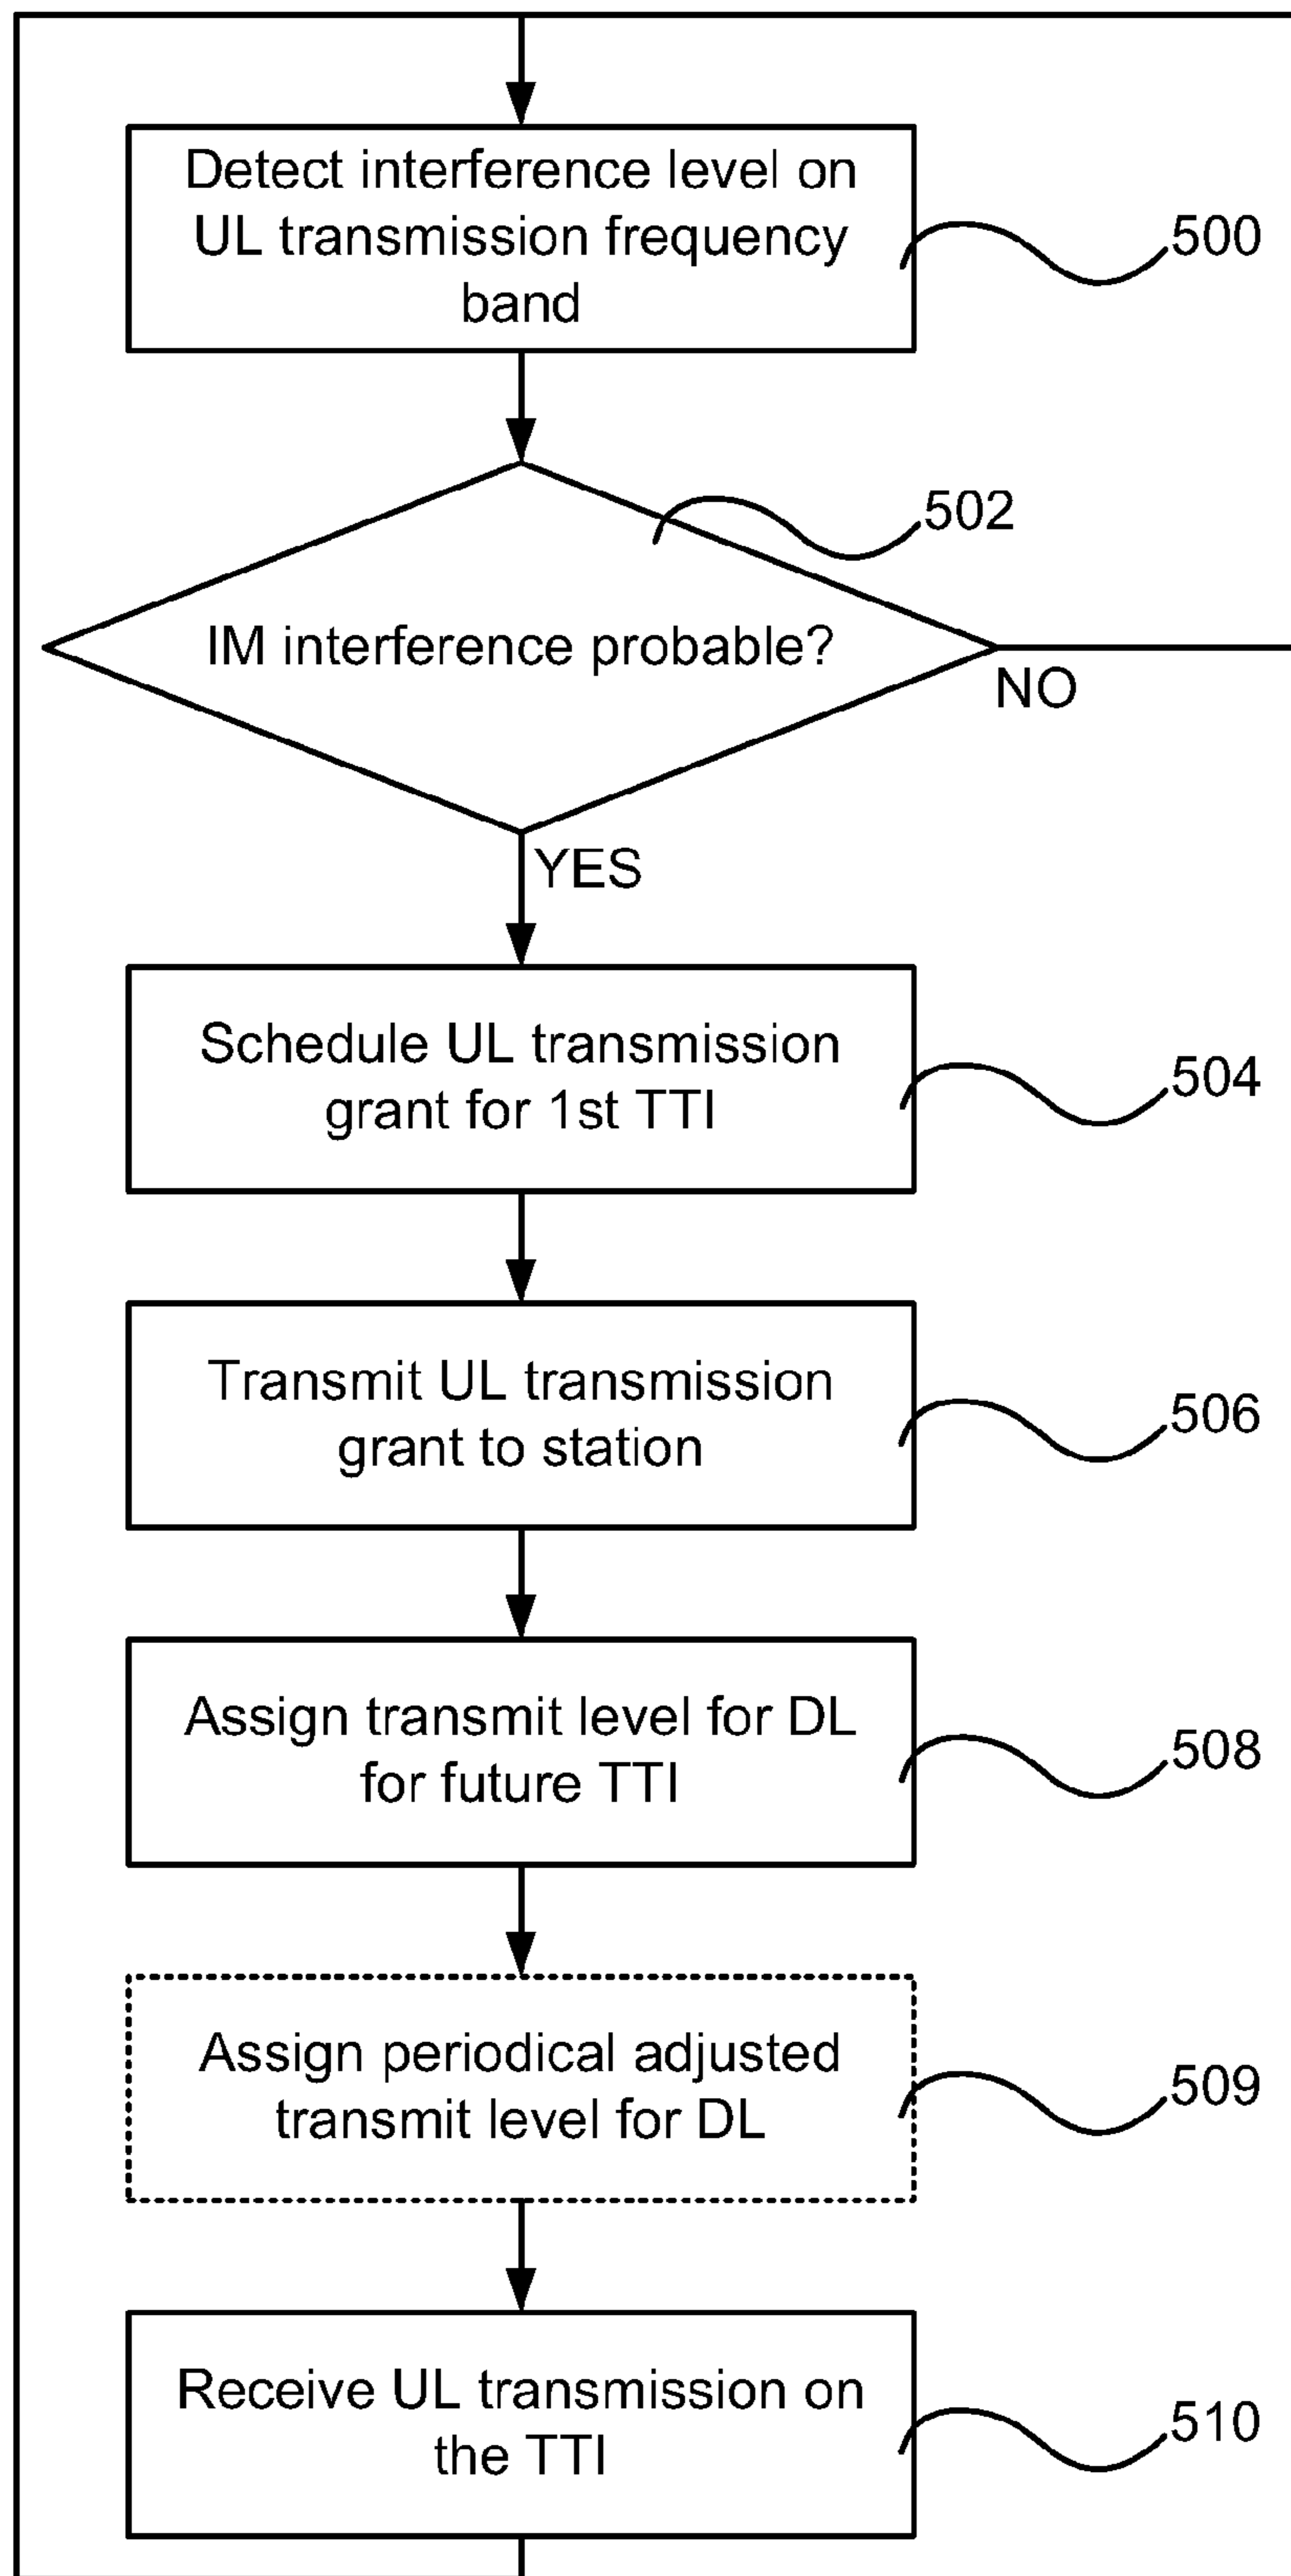 Detect interference level on
UL transmission frequency
band
500
502
IM interference probable?
NO
YES
Schedule UL transmission
grant for 1st TTI
504
Transmit UL transmission
grant to station
506
Assign transmit level for DL
for future TTI
508
Assign periodical adjusted
transmit level for DL
509
Receive UL transmission on
the TTI
510